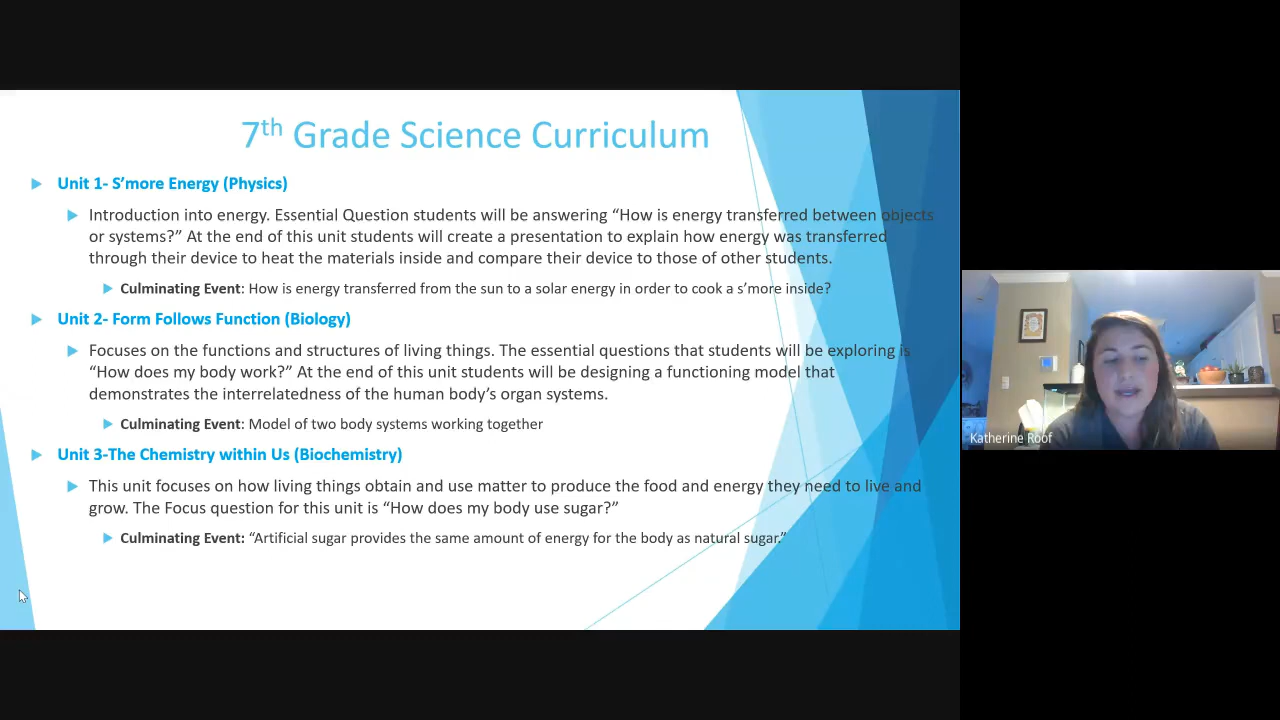 7th Grade Science Curriculum
Unit 1- S’more Energy (Physics)
Introduction into energy. Essential Question students will be answering “How is energy transferred between objects
or systems?” At the end of this unit students will create a presentation to explain how energy was transferred
through their device to heat the materials inside and compare their device to those of other students.
Culminating Event: How is energy transferred from the sun to a solar energy in order to cook a s’more inside?
Unit 2- Form Follows Function (Biology)
Focuses on the functions and structures of living things. The essential questions that students will be exploring is
“How does my body work?” At the end of this unit students will be designing a functioning model that
demonstrates the interrelatedness of the human body’s organ systems.
Culminating Event: Model of two body systems working together
Unit 3-The Chemistry within Us (Biochemistry)
This unit focuses on how living things obtain and use matter to produce the food and energy they need to live and
grow. The Focus question for this unit is “How does my body use sugar?”
Culminating Event: “Artificial sugar provides the same amount of energy for the body as natural sugar.”
Katherine Roof